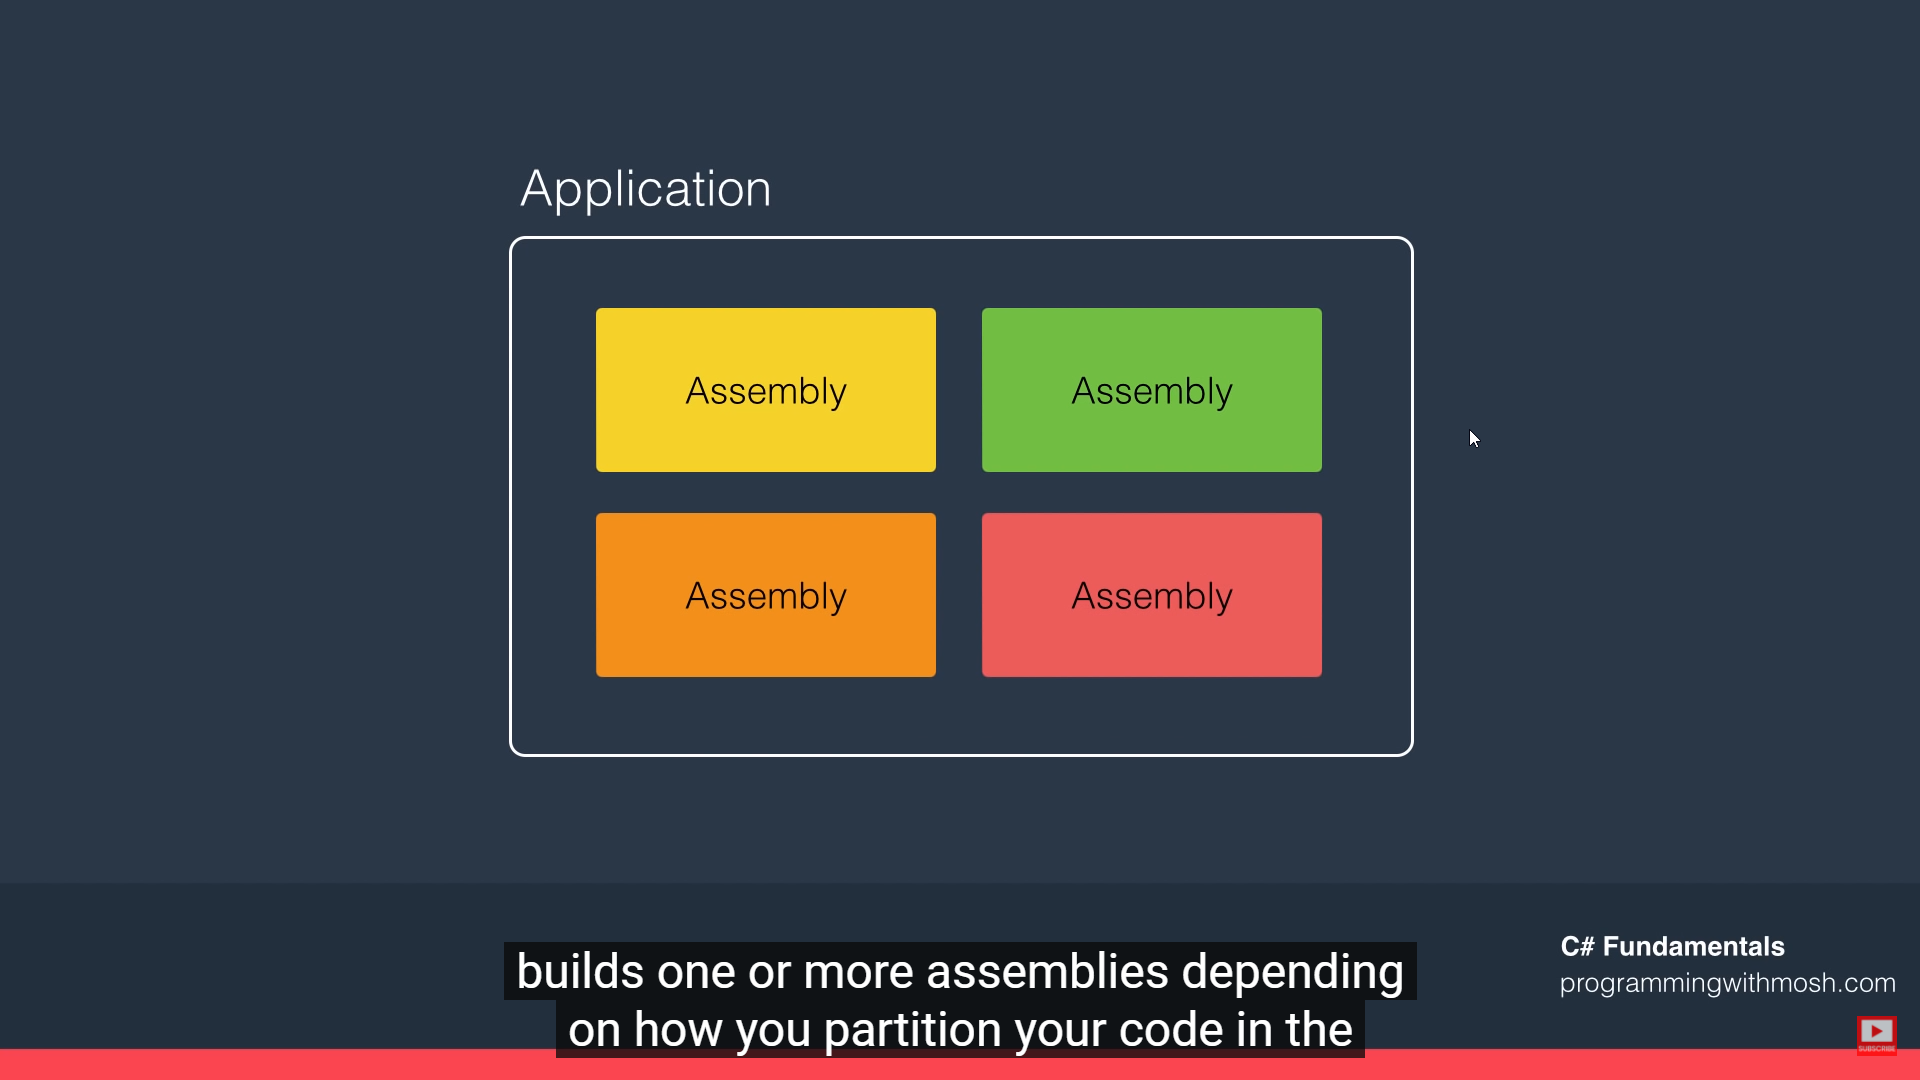 Application
Assembly
Assembly
Assembly
Assembly
C# Fundamentals
programmingwithmosh.com
builds one or more assemblies depending
on how you partition your code in the
SUBSCRIBE